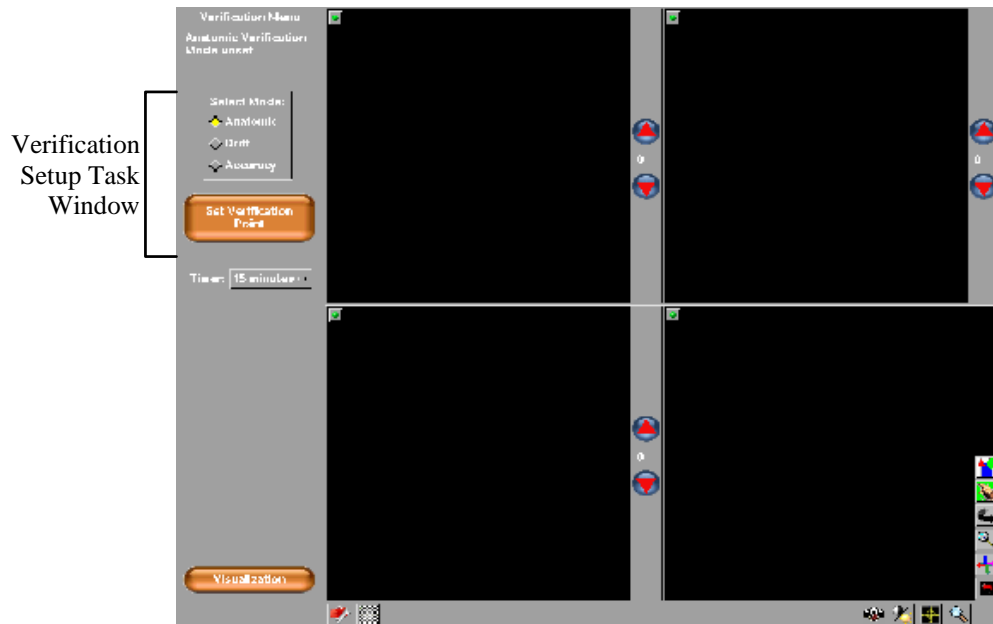 Verification Menu
Anatomic Verification
Mode unset
Select Mode:
Anatomic
Drift
Accuracy
Verification
Setup Task
Window
Set Verification
Point
Timer: 15 minutes
0
0
0
Visualization